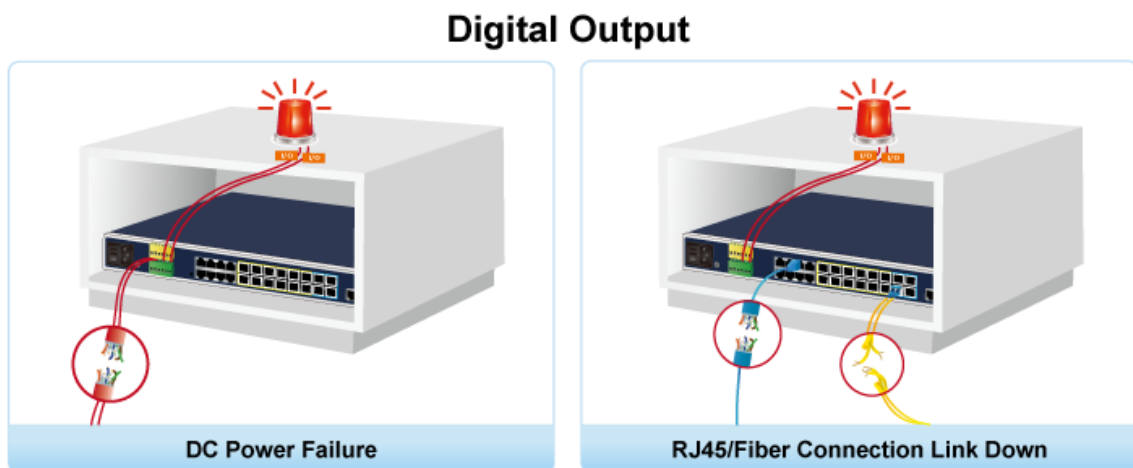 Digital Output
I/O I/O
I/O I/O
DC Power Failure
RJ45/Fiber Connection Link Down